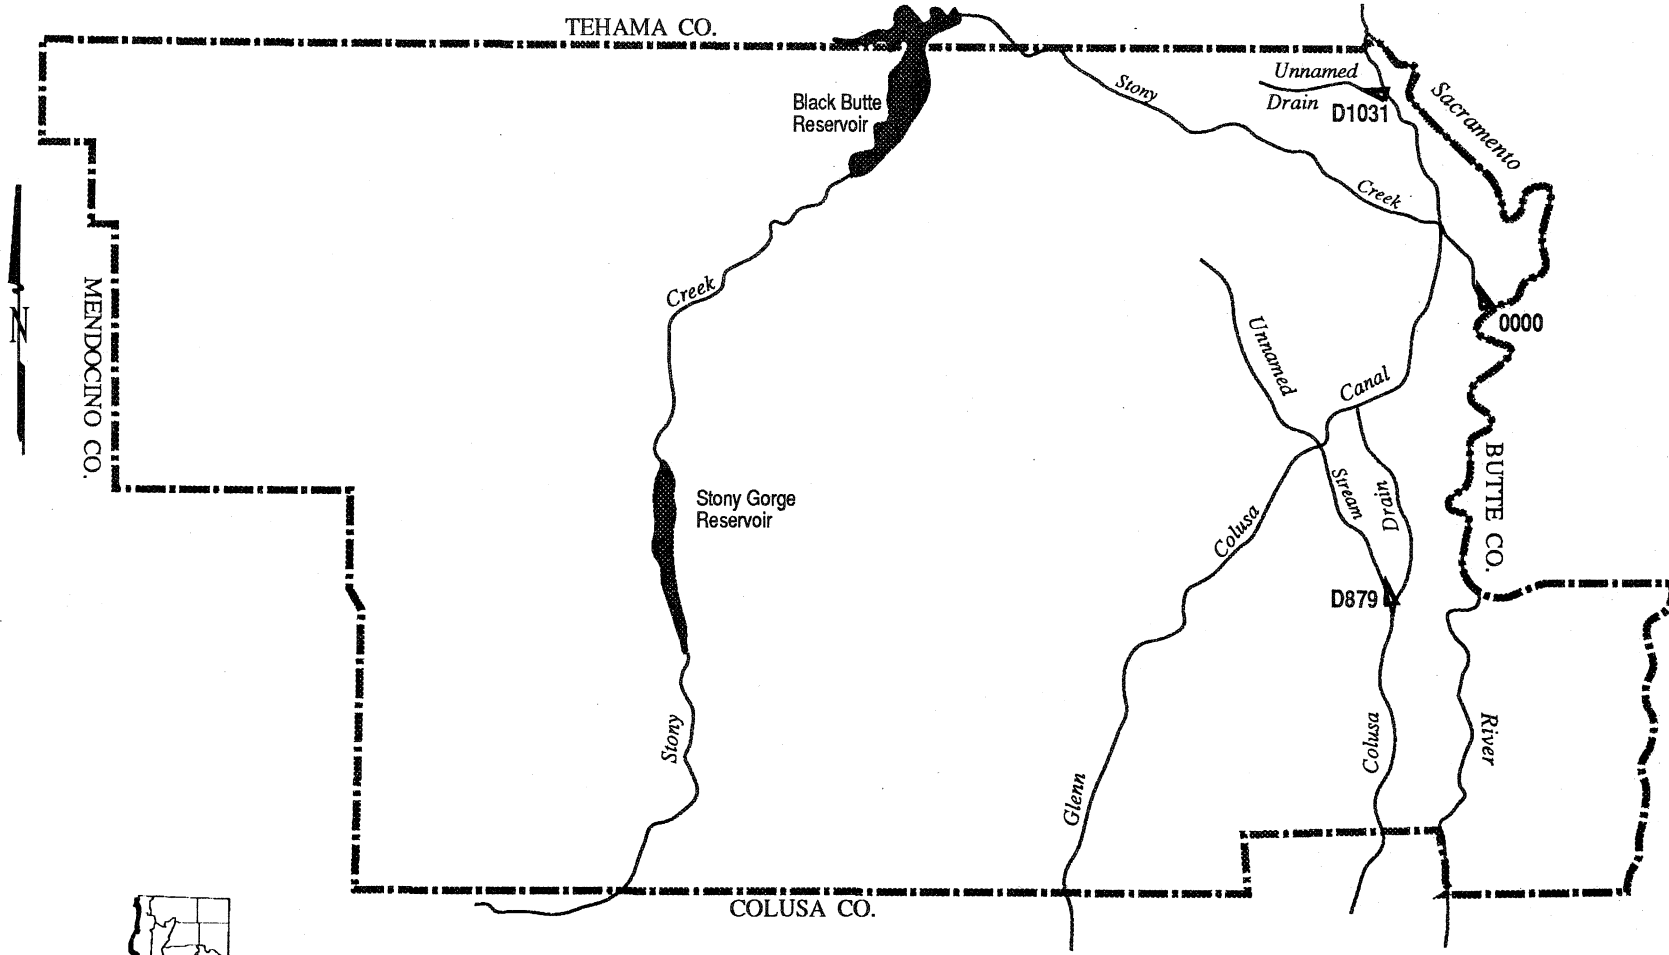 TEHAMA CO.
Black Butte
Reservoir
Stony
Unnamed
Drain
D1031
Sacramento
Creek
0000
Creek
N
MENDOCINO CO.
Unnamed
Canal
Stony Gorge
Reservoir
Colusa
Stream
Drain
BUTTE CO.
D879
Stony
Glenn
Colusa
River
COLUSA CO.